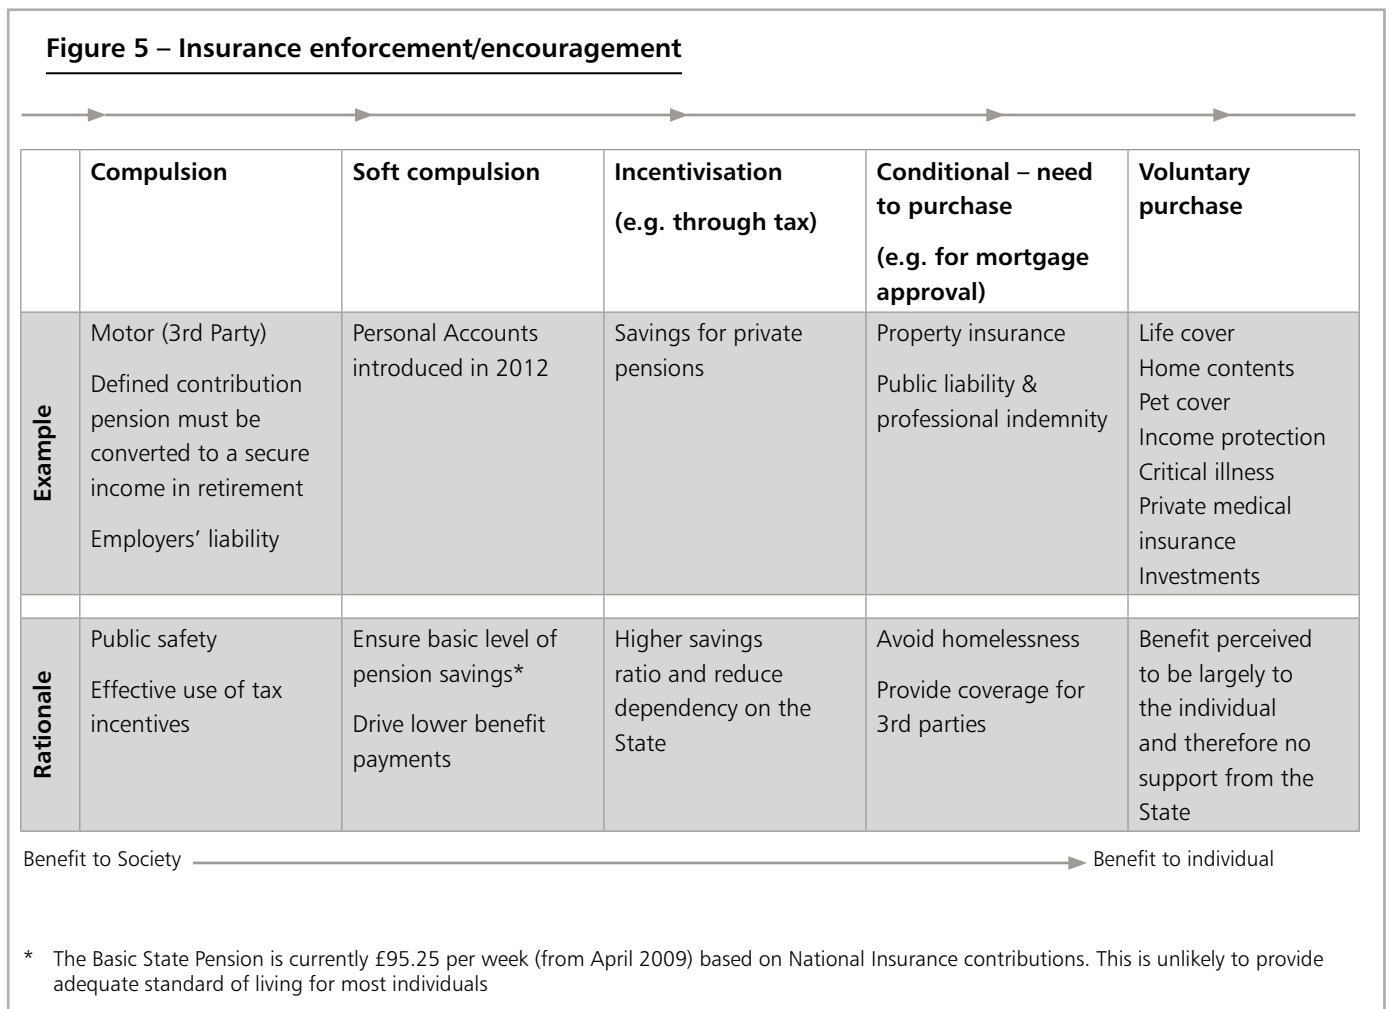 Figure 5 – Insurance enforcement/encouragement
Compulsion
Soft compulsion
Incentivisation
(e.g. through tax)
Conditional – need
to purchase
(e.g. for mortgage
approval)
Voluntary
purchase
Example
Motor (3rd Party)
Defined contribution
pension must be
converted to a secure
income in retirement
Employers’ liability
Personal Accounts
introduced in 2012
Savings for private
pensions
Property insurance
Public liability &
professional indemnity
Life cover
Home contents
Pet cover
Income protection
Critical illness
Private medical
insurance
Investments
Rationale
Public safety
Effective use of tax
incentives
Ensure basic level of
pension savings*
Drive lower benefit
payments
Higher savings
ratio and reduce
dependency on the
State
Avoid homelessness
Provide coverage for
3rd parties
Benefit perceived
to be largely to
the individual
and therefore no
support from the
State
Benefit to Society
Benefit to individual
* The Basic State Pension is currently £95.25 per week (from April 2009) based on National Insurance contributions. This is unlikely to provide
adequate standard of living for most individuals